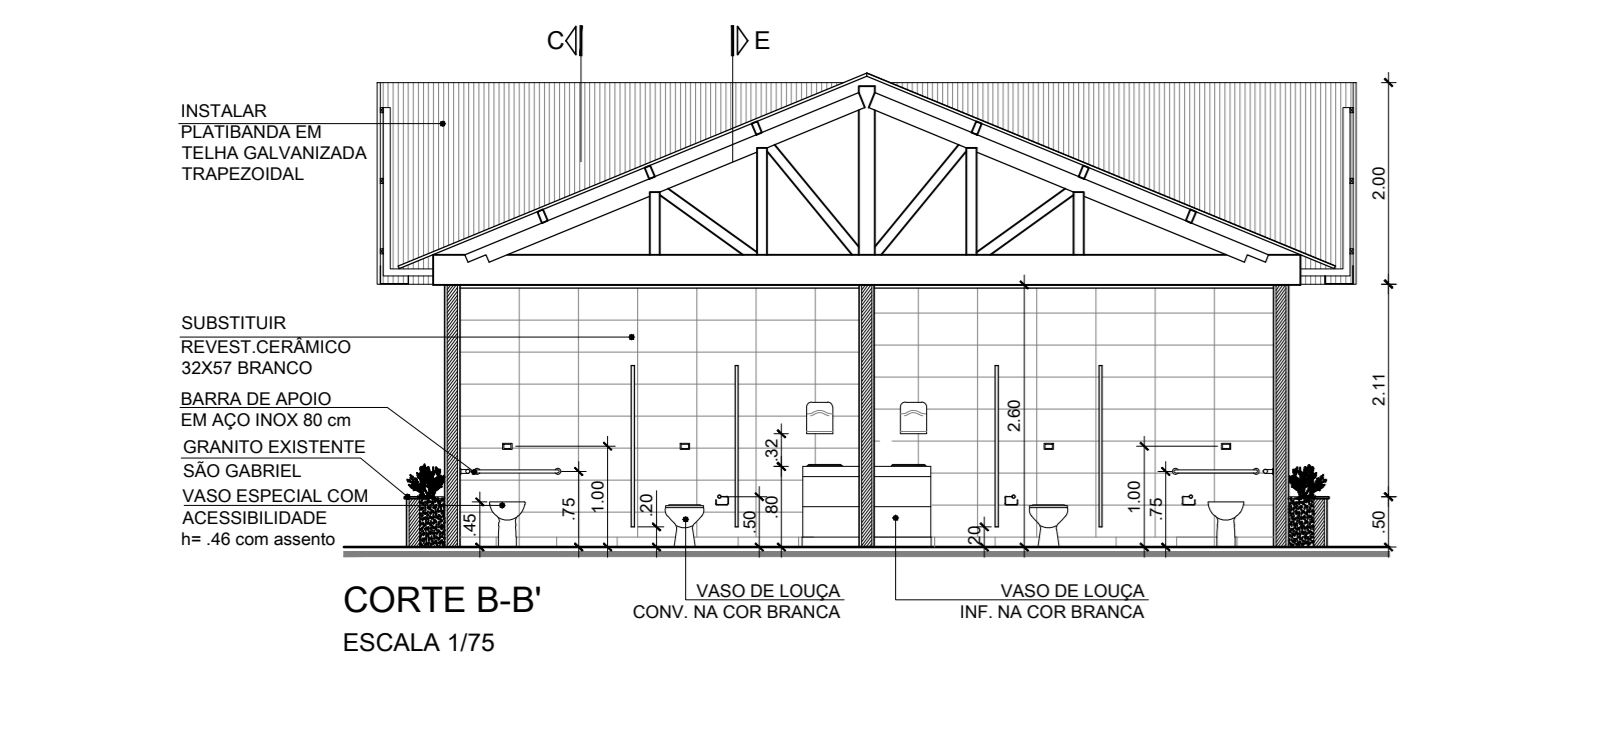 C E
INSTALAR
PLATIBANDA EM
TELHA GALVANIZADA
TRAPEZOIDAL
2.00
SUBSTITUIR
REVEST.CERÂMICO
32X57 BRANCO
2.11
BARRA DE APOIO
EM AÇO INOX 80 cm
2.60
GRANITO EXISTENTE
SÃO GABRIEL
.32
VASO ESPECIAL COM
ACESSIBILIDADE
h= .46 com assento
.45
.75
1.00
.20
.50
.80
.20
1.00
.75
.50
CORTE B-B'
ESCALA 1/75
VASO DE LOUÇA
CONV. NA COR BRANCA
VASO DE LOUÇA
INF. NA COR BRANCA